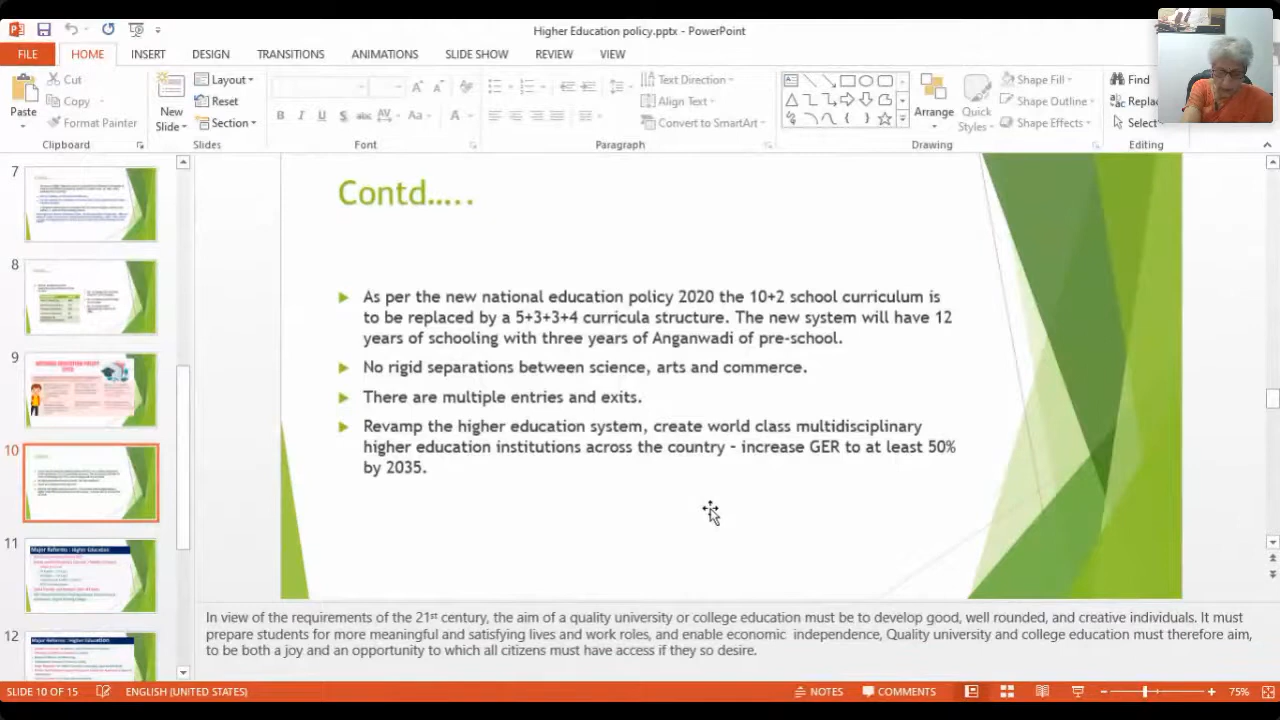 Higher Education policy.pptx - PowerPoint
FILE HOME INSERT DESIGN TRANSITIONS ANIMATIONS SLIDE SHOW REVIEW VIEW
Paste
Cut
Copy
Format Painter
Clipboard
New
Slide
Layout
Reset
Section
Slides
B I U S AV Aa A
Font
Text Direction
Align Text
Convert to SmartArt
Paragraph
Arrange
Quick
Styles
Shape Fill
Shape Outline
Shape Effects
Drawing
Find
Replac
Select
Editing
7
8
9
10
11
Major Reforms : Higher Education
12
Major Reforms : Higher Education
Contd.....
As per the new national education policy 2020 the 10+2 school curriculum is
to be replaced by a 5+3+3+4 curricula structure. The new system will have 12
years of schooling with three years of Anganwadi of pre-school.
No rigid separations between science, arts and commerce.
There are multiple entries and exits.
Revamp the higher education system, create world class multidisciplinary
higher education institutions across the country – increase GER to at least 50%
by 2035.
In view of the requirements of the 21st century, the aim of a quality university or college education must be to develop good, well rounded, and creative individuals. It must
prepare students for more meaningful and satisfying lives and work roles, and enable economic independence, Quality university and college education must therefore aim,
to be both a joy and an opportunity to which all citizens must have access if they so desire.
SLIDE 10 OF 15 ENGLISH (UNITED STATES) NOTES COMMENTS 75%